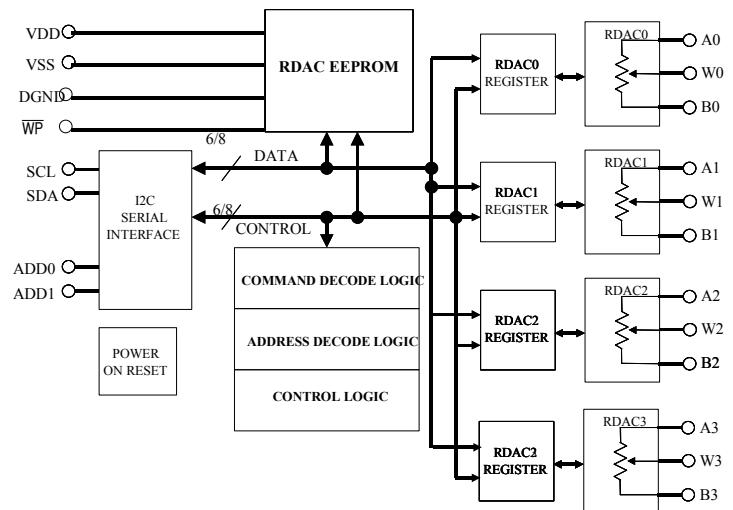 VDD
VSS
DGND
WP
RDAC EEPROM
6/8
DATA
SCL
SDA
I2C
SERIAL
INTERFACE
6/8
CONTROL
ADD0
ADD1
POWER
ON RESET
COMMAND DECODE LOGIC
ADDRESS DECODE LOGIC
CONTROL LOGIC
RDAC0
REGISTER
RDAC0
A0
W0
B0
RDAC1
REGISTER
RDAC1
A1
W1
B1
RDAC2
REGISTER
RDAC2
A2
W2
B2
RDAC2
REGISTER
RDAC3
A3
W3
B3